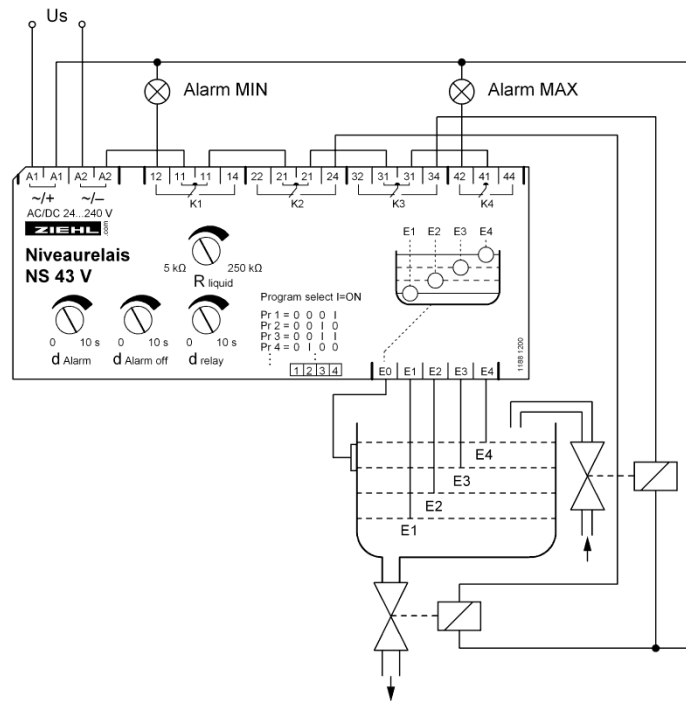 Us
Alarm MIN
Alarm MAX
A1 A1 A2 A2 12 11 11 14 22 21 21 24 32 31 31 34 42 41 44
~/+ ~/– K1 K2 K3 K4
AC/DC 24...240 V
ZIEHL .com
Niveaurelais
NS 43 V
5 kΩ 250 kΩ
R liquid
E1 E2 E3 E4
Program select I=ON
Pr 1 = 0 0 0 I
Pr 2 = 0 0 I 0
Pr 3 = 0 0 I I
Pr 4 = 0 I 0 0
: :
1 2 3 4
0 10 s 0 10 s 0 10 s
d Alarm d Alarm off d relay
1188 1200
E0 E1 E2 E3 E4
E4
E3
E2
E1